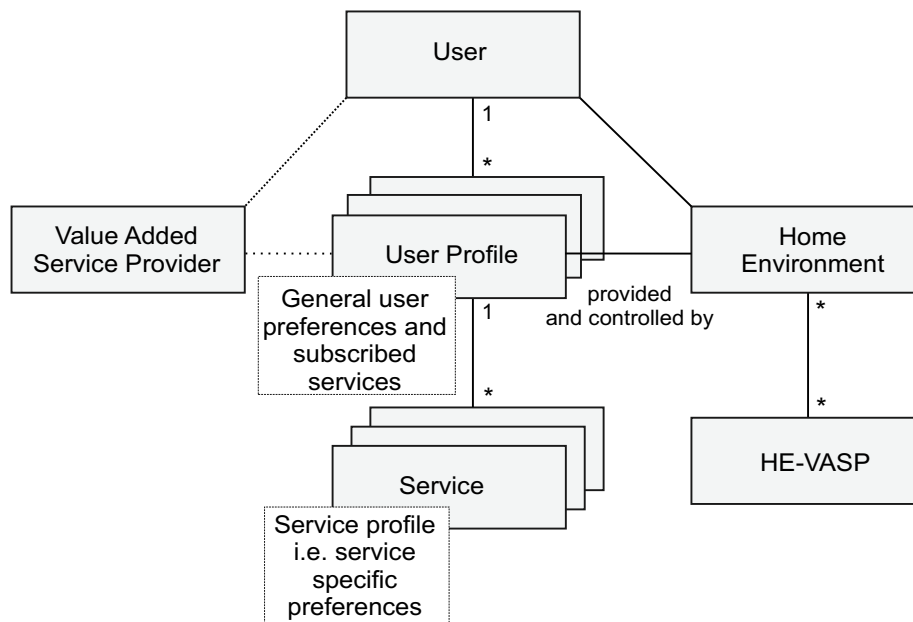 User
1
*
Value Added
Service Provider
User Profile
Home
Environment
provided
and controlled by
General user
preferences and
subscribed
services
1
*
*
*
Service
HE-VASP
Service profile
i.e. service
specific
preferences